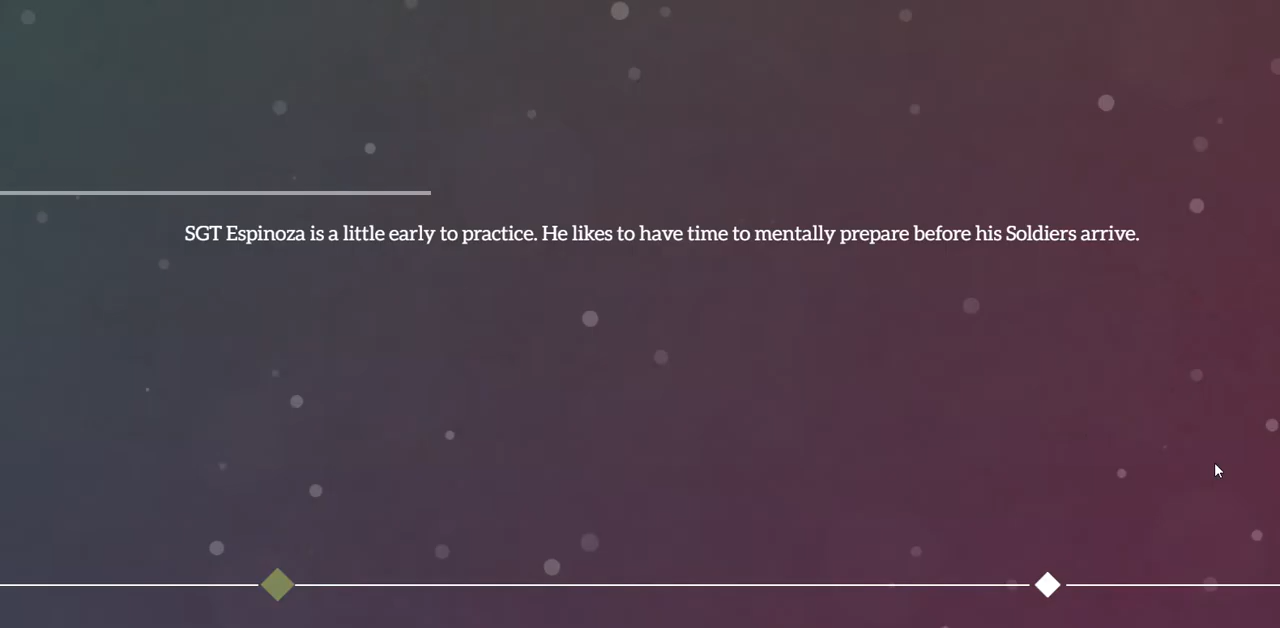 SGT Espinoza is a little early to practice. He likes to have time to mentally prepare before his Soldiers arrive.